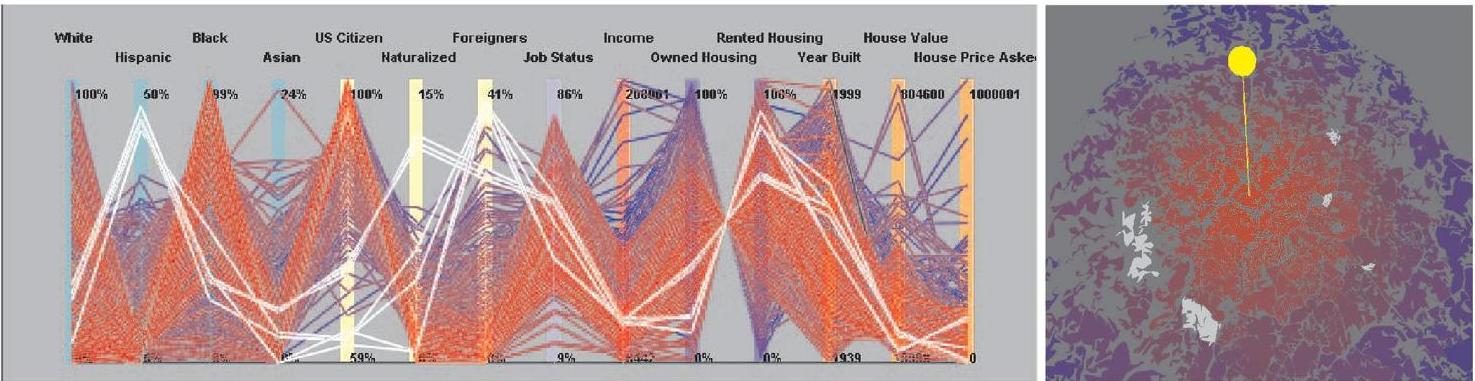 White Black US Citizen Foreigners Income Rented Housing House Value
Hispanic Asian Naturalized Job Status Owned Housing Year Built House Price Aske
100% 50% 99% 24% 100% 15% 41% 86% 208001 100% 106% 1999 804600 1000001
0% 59% 9% 0% 0% 1939 0